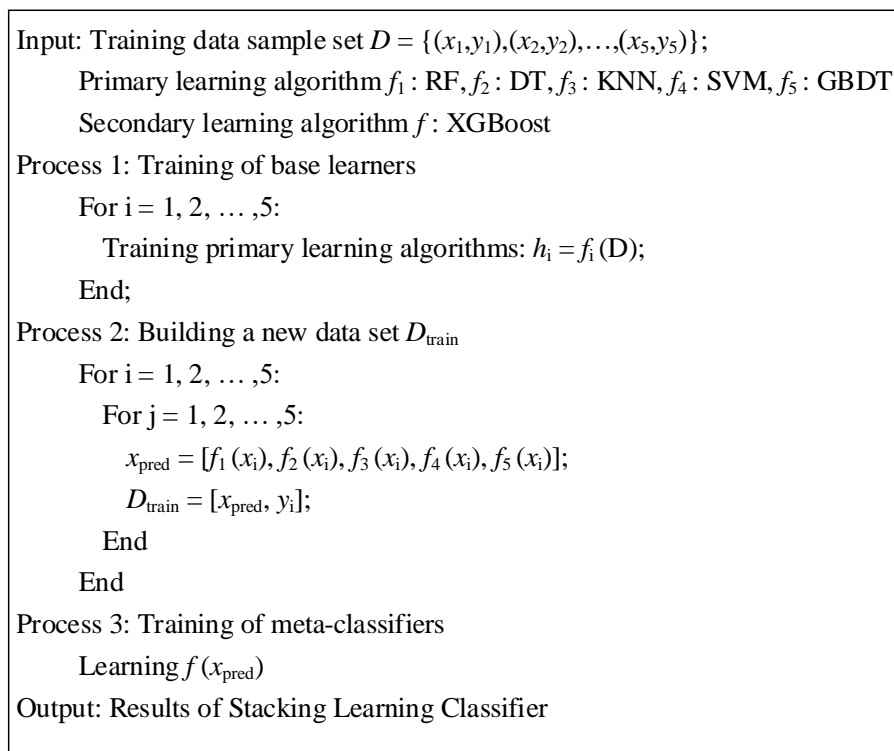 Input: Training data sample set D = {(x1,y1),(x2,y2),…,(x5,y5)};
Primary learning algorithm f1 : RF, f2 : DT, f3 : KNN, f4 : SVM, f5 : GBDT
Secondary learning algorithm f : XGBoost
Process 1: Training of base learners
For i = 1, 2, … ,5:
Training primary learning algorithms: hi = fi (D);
End;
Process 2: Building a new data set Dtrain
For i = 1, 2, … ,5:
For j = 1, 2, … ,5:
xpred = [f1 (xi), f2 (xi), f3 (xi), f4 (xi), f5 (xi)];
Dtrain = [xpred, yi];
End
End
Process 3: Training of meta-classifiers
Learning f (xpred)
Output: Results of Stacking Learning Classifier